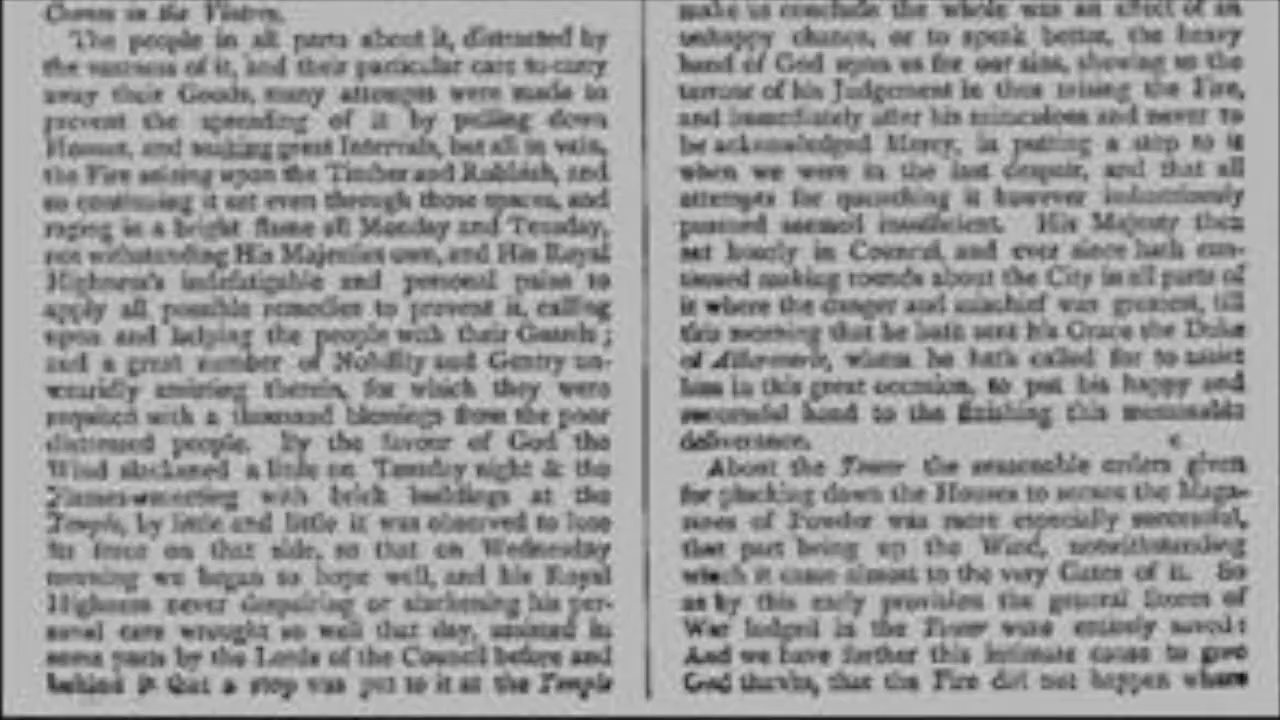 Comes in the Vintry.
The people in all parts about it, distracted by
the vastness of it, and their particular care to carry
away their Goods, many attempts were made to
prevent the spreading of it by pulling down
Houses, and making great Intervals, but all in vain,
the Fire seizing upon the Timber and Rubbish, and
so continuing it set even through those spaces, and
raging in a bright flame all Monday and Tuesday,
not withstanding His Majesties own, and His Royal
Highness's indefatigable and personal pains to
apply all possible remedies to prevent it, calling
upon and helping the people with their Guards;
and a great number of Nobility and Gentry un-
weariedly assisting therein, for which they were
requited with a thousand blessings from the poor
distressed people. By the favour of God the
Wind slackened a little on Tuesday night & the
Flames meeting with brick buildings at the
Temple, by little and little it was observed to lose
its force on that side, so that on Wednesday
morning we began to hope well, and his Royal
Highness never despairing or slackening his per-
sonal care wrought so well that day, assisted in
some parts by the Lords of the Council before and
behind it that a stop was put to it at the Temple
make us conclude the whole was an effect of an
unhappy chance, or to speak better, the heavy
hand of God upon us for our sins, shewing us the
terrour of his Judgement in thus raising the Fire,
and immediately after his miraculous and never to
be acknowledged Mercy, in putting a stop to it
when we were in the last despair, and that all
attempts for quenching it however industriously
pursued seemed insufficient. His Majesty then
sat hourly in Council, and ever since hath con-
tinued making rounds about the City in all parts of
it where the danger and mischief was greatest, till
this morning that he hath sent his Grace the Duke
of Albemarle, whom he hath called for to assist
him in this great occasion, to put his happy and
successful hand to the finishing this memorable
deliverance.
About the Tower the seasonable orders given
for plucking down the Houses to secure the Maga-
zines of Powder was more especially successful,
that part being up the Wind, notwithstanding
which it came almost to the very Gates of it. So
as by this early provision the general Stores of
War lodged in the Tower were entirely saved:
And we have further this infinite cause to give
God thanks, that the Fire did not happen where